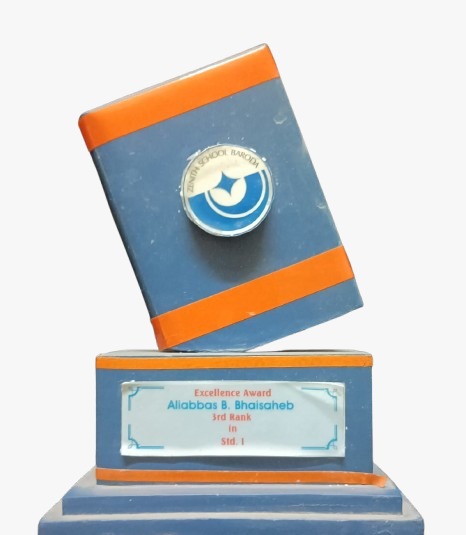 ZENITH SCHOOL BARODA
Excellence Award
Aliabbas B. Bhaisaheb
3rd Rank
in
Std. I